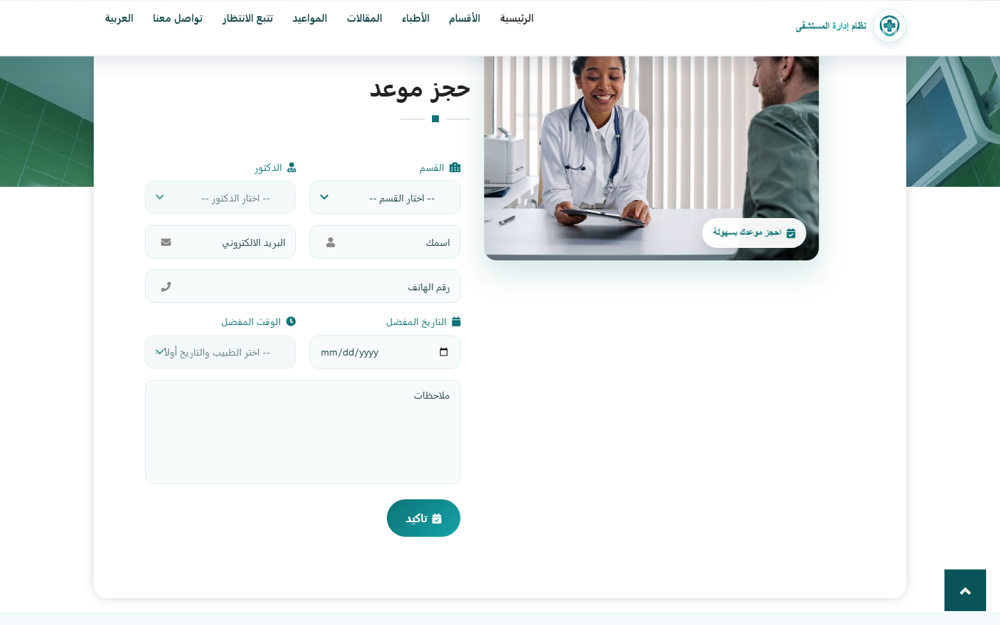 نظام إدارة المستشفى
الرئيسية
الأقسام
الأطباء
المقالات
المواعيد
تتبع الانتظار
تواصل معنا
العربية
حجز موعد
احجز موعدك بسهولة
القسم
الدكتور
-- اختار القسم --
-- اختار الدكتور --
اسمك
البريد الالكتروني
رقم الهاتف
التاريخ المفضل
الوقت المفضل
mm/dd/yyyy
-- اختر الطبيب والتاريخ أولاً
ملاحظات
تاكيد